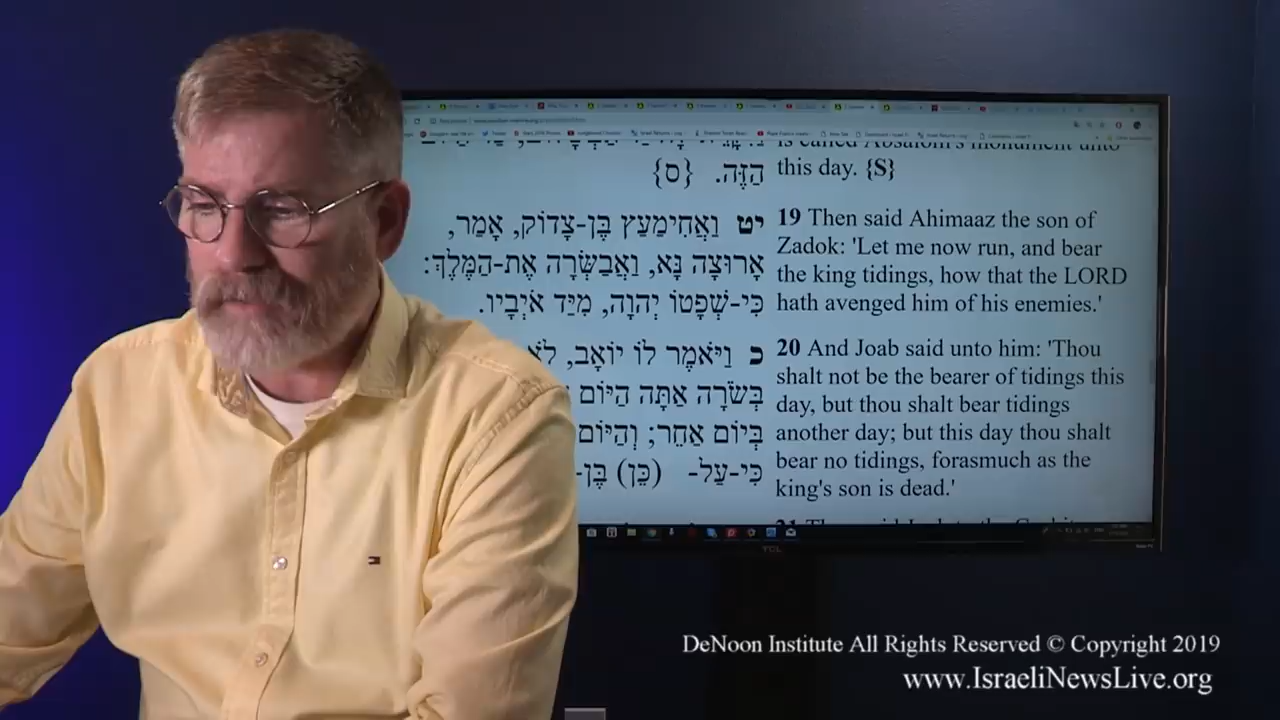 this day. {S}
הַזֶּה. {ס}
19 Then said Ahimaaz the son of
Zadok: 'Let me now run, and bear
the king tidings, how that the LORD
hath avenged him of his enemies.'
יט וַאֲחִימַעַץ בֶּן-צָדוֹק, אָמַר,
אָרוּצָה נָּא, וַאֲבַשְּׂרָה אֶת-הַמֶּלֶךְ:
כִּי-שְׁפָטוֹ יְהוָה, מִיַּד אֹיְבָיו.
20 And Joab said unto him: 'Thou
shalt not be the bearer of tidings this
day, but thou shalt bear tidings
another day; but this day thou shalt
bear no tidings, forasmuch as the
king's son is dead.'
כ וַיֹּאמֶר לוֹ יוֹאָב, לֹא
בְּשֹׂרָה אַתָּה הַיּוֹם
בְּיוֹם אַחֵר; וְהַיּוֹם
כִּי-עַל- (כֵּן) בֶּן-
TCL
DeNoon Institute All Rights Reserved © Copyright 2019
www.IsraeliNewsLive.org